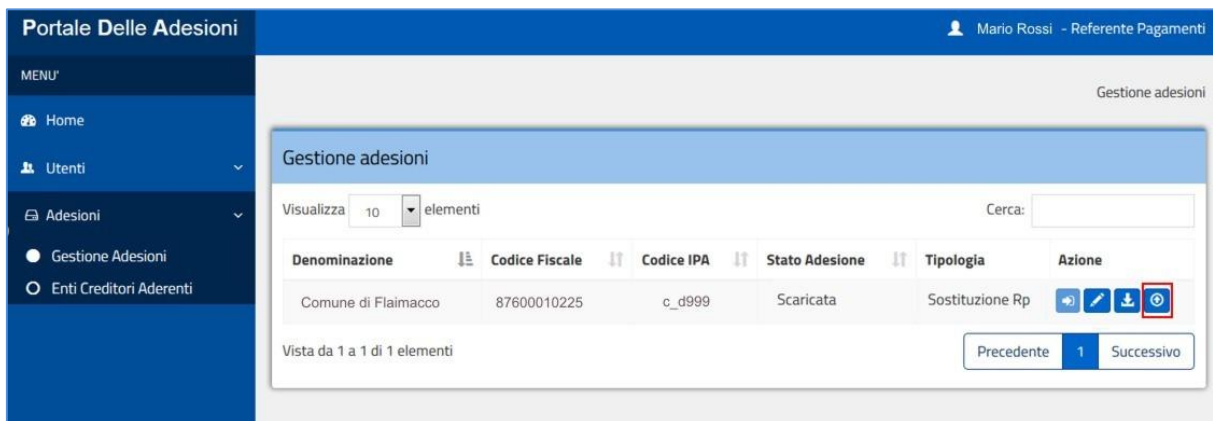 Portale Delle Adesioni
Mario Rossi - Referente Pagamenti
MENU'
Gestione adesioni
Home
Utenti
Adesioni
Gestione Adesioni
Enti Creditori Aderenti
Gestione adesioni
Visualizza 10 elementi
Cerca:
Denominazione Codice Fiscale Codice IPA Stato Adesione Tipologia Azione
Comune di Flaimacco 87600010225 c_d999 Scaricata Sostituzione Rp
Vista da 1 a 1 di 1 elementi
Precedente 1 Successivo